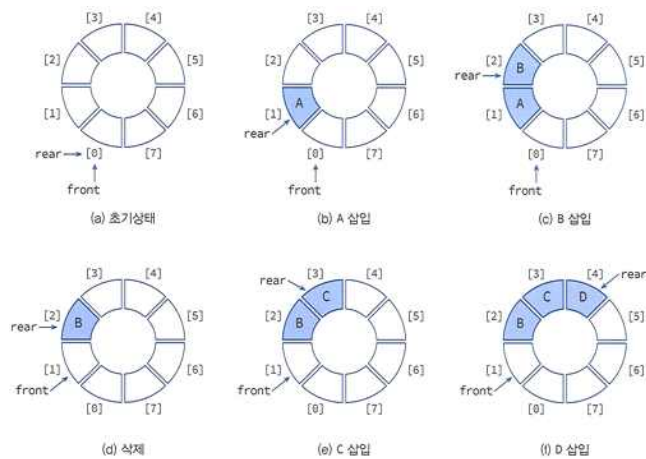 [3] [4] [3] [4] [3] [4]
[2] [5] [2] [5] [2] B [5]
rear
[1] [6] [1] A [6] [1] A [6]
rear
rear [0] [7] [0] [7] [0] [7]
front front front
(a) 초기상태 (b) A 삽입 (c) B 삽입
[3] [4] rear [3] [4] [3] [4] rear
C C D
[2] B [5] [2] B [5] [2] B [5]
rear
[1] [6] [1] [6] [1] [6]
front front front
[0] [7] [0] [7] [0] [7]
(d) 삭제 (e) C 삽입 (f) D 삽입